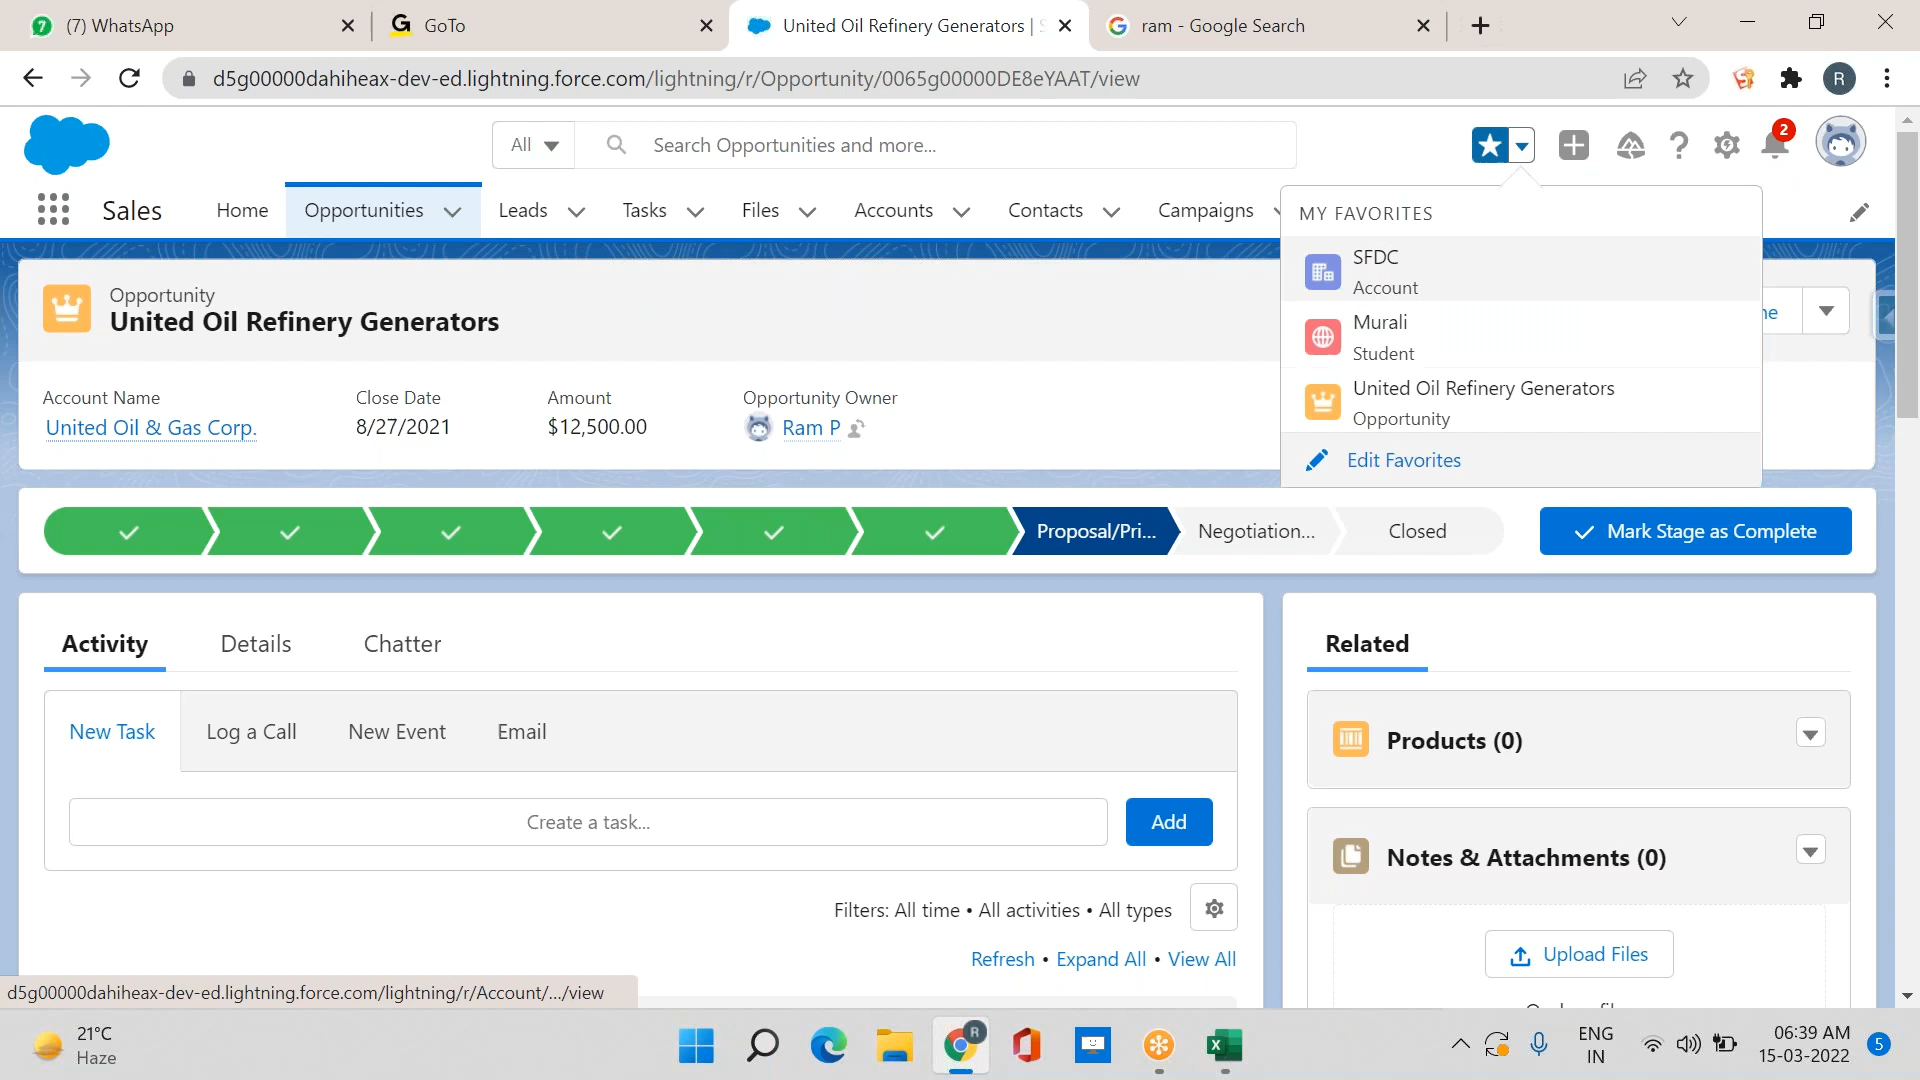 7
(7) WhatsApp
G
GoTo
United Oil Refinery Generators |
ram - Google Search
d5g00000dahiheax-dev-ed.lightning.force.com/lightning/r/Opportunity/0065g00000DE8eYAAT/view
R
All
Search Opportunities and more...
2
Sales
Home
Opportunities
Leads
Tasks
Files
Accounts
Contacts
Campaigns
MY FAVORITES
SFDC
Account
Murali
Student
United Oil Refinery Generators
Opportunity
Edit Favorites
Opportunity
United Oil Refinery Generators
Account Name
United Oil & Gas Corp.
Close Date
8/27/2021
Amount
$12,500.00
Opportunity Owner
Ram P
Proposal/Pri...
Negotiation...
Closed
Mark Stage as Complete
Activity
Details
Chatter
New Task
Log a Call
New Event
Email
Create a task...
Add
Filters: All time • All activities • All types
Refresh • Expand All • View All
Related
Products (0)
Notes & Attachments (0)
Upload Files
d5g00000dahiheax-dev-ed.lightning.force.com/lightning/r/Account/.../view
21°C
Haze
R
ENG
IN
06:39 AM
15-03-2022
5